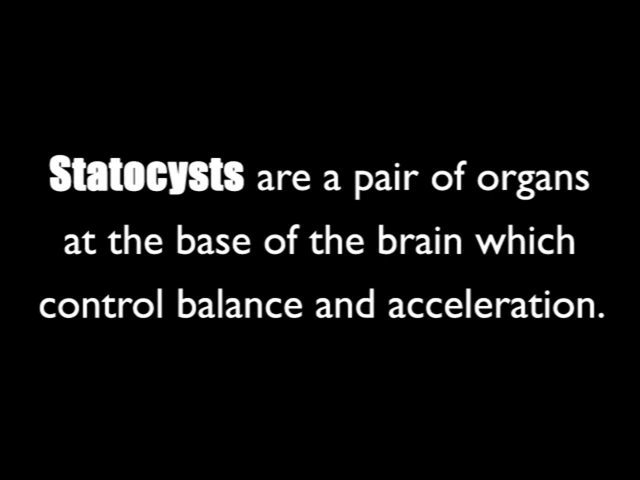 Statocysts are a pair of organs
at the base of the brain which
control balance and acceleration.